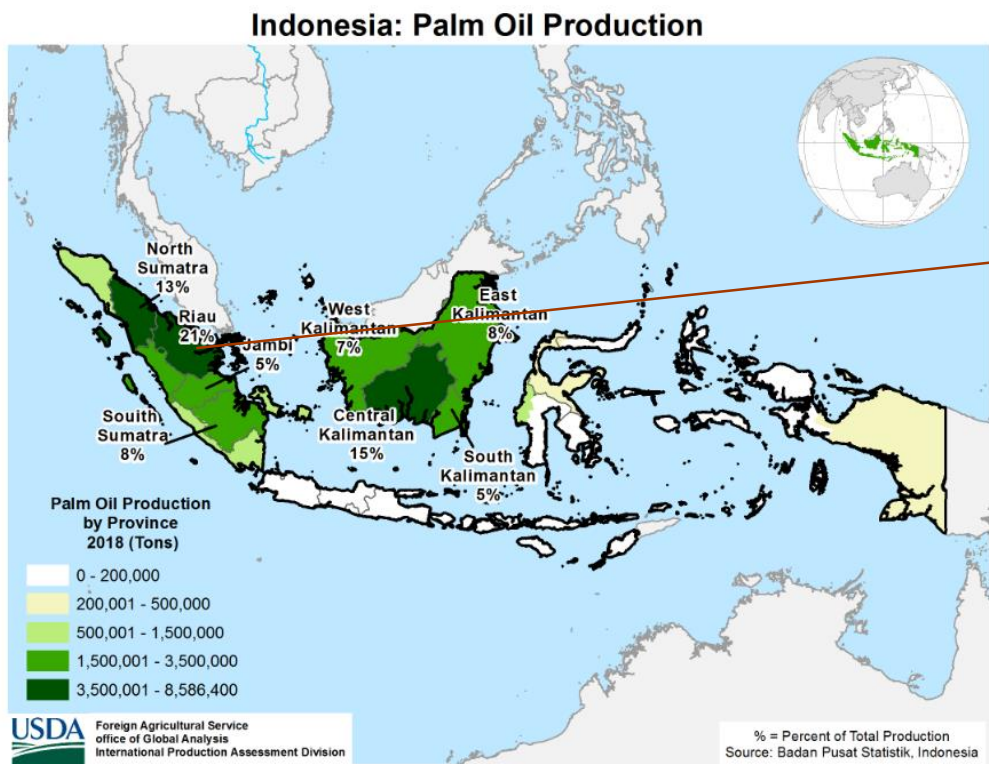 Indonesia: Palm Oil Production
North
Sumatra
13%
Riau
21%
Jambi
5%
West
Kalimantan
7%
East
Kalimantan
8%
Souith
Sumatra
8%
Central
Kalimantan
15%
South
Kalimantan
5%
Palm Oil Production
by Province
2018 (Tons)
0 - 200,000
200,001 - 500,000
500,001 - 1,500,000
1,500,001 - 3,500,000
3,500,001 - 8,586,400
USDA
Foreign Agricultural Service
office of Global Analysis
International Production Assessment Division
% = Percent of Total Production
Source: Badan Pusat Statistik, Indonesia